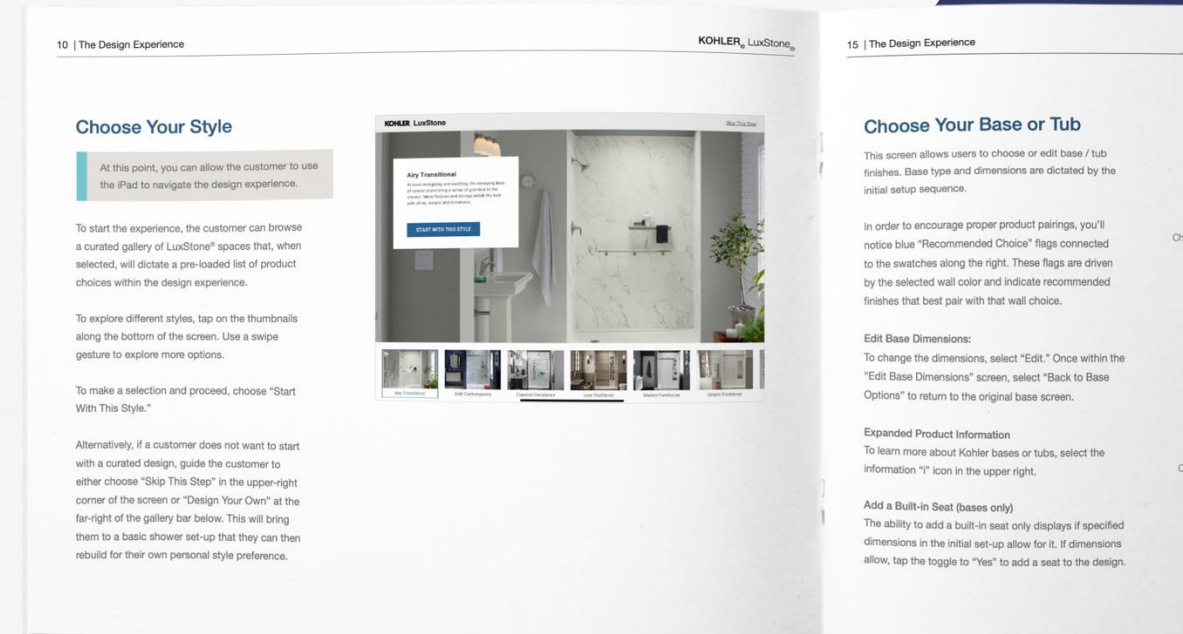 10 | The Design Experience
KOHLER® LuxStone®
Choose Your Style
At this point, you can allow the customer to use
the iPad to navigate the design experience.
To start the experience, the customer can browse
a curated gallery of LuxStone® spaces that, when
selected, will dictate a pre-loaded list of product
choices within the design experience.
To explore different styles, tap on the thumbnails
along the bottom of the screen. Use a swipe
gesture to explore more options.
To make a selection and proceed, choose “Start
With This Style.”
Alternatively, if a customer does not want to start
with a curated design, guide the customer to
either choose “Skip This Step” in the upper-right
corner of the screen or “Design Your Own” at the
far-right of the gallery bar below. This will bring
them to a basic shower set-up that they can then
rebuild for their own personal style preference.
KOHLER LuxStone
Skip This Step
Airy Transitional
START WITH THIS STYLE
Airy Transitional
Bold Contemporary
Classical Decadence
Luxe Traditional
Modern Farmhouse
Simple Traditional
15 | The Design Experience
Choose Your Base or Tub
This screen allows users to choose or edit base / tub
finishes. Base type and dimensions are dictated by the
initial setup sequence.
In order to encourage proper product pairings, you’ll
notice blue “Recommended Choice” flags connected
to the swatches along the right. These flags are driven
by the selected wall color and indicate recommended
finishes that best pair with that wall choice.
Edit Base Dimensions:
To change the dimensions, select “Edit.” Once within the
“Edit Base Dimensions” screen, select “Back to Base
Options” to return to the original base screen.
Expanded Product Information
To learn more about Kohler bases or tubs, select the
information “i” icon in the upper right.
Add a Built-in Seat (bases only)
The ability to add a built-in seat only displays if specified
dimensions in the initial set-up allow for it. If dimensions
allow, tap the toggle to “Yes” to add a seat to the design.